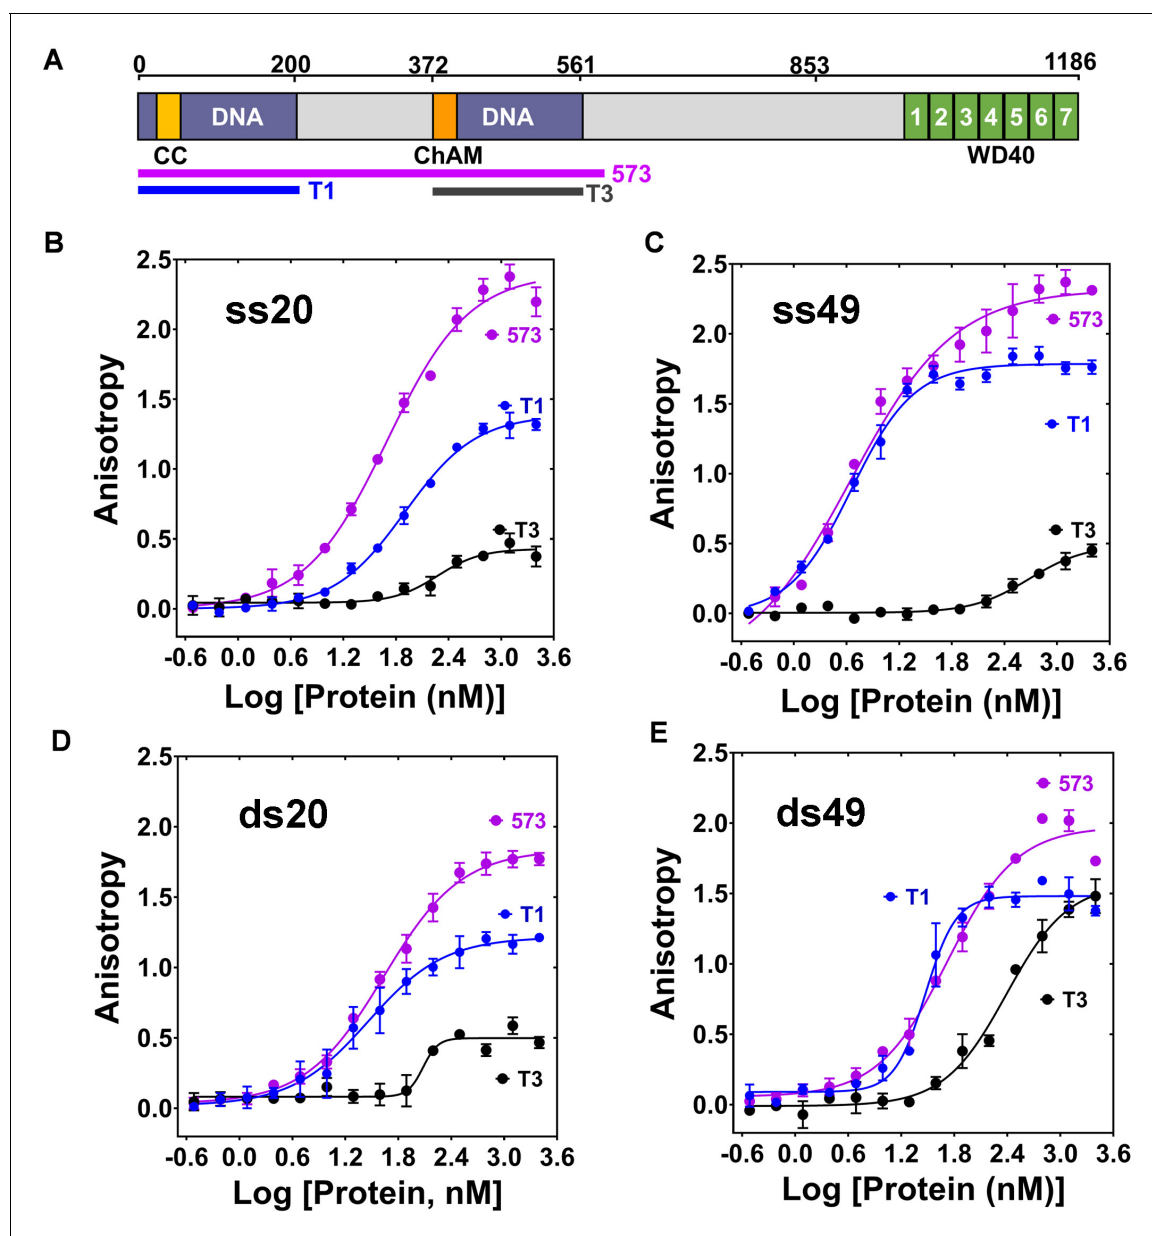 A
0 200 372 561 853 1186
DNA DNA 1 2 3 4 5 6 7
CC ChAM WD40
573
T1 T3
B
2.5
2.0
1.5
1.0
0.5
0.0
Anisotropy
ss20
573
T1
T3
-0.6 0.0 0.6 1.2 1.8 2.4 3.0 3.6
Log [Protein (nM)]
C
2.5
2.0
1.5
1.0
0.5
0.0
Anisotropy
ss49
573
T1
T3
-0.6 0.0 0.6 1.2 1.8 2.4 3.0 3.6
Log [Protein (nM)]
D
2.5
2.0
1.5
1.0
0.5
0.0
Anisotropy
ds20
573
T1
T3
-0.6 0.0 0.6 1.2 1.8 2.4 3.0 3.6
Log [Protein, nM]
E
2.5
2.0
1.5
1.0
0.5
0.0
Anisotropy
ds49
573
T1
T3
-0.6 0.0 0.6 1.2 1.8 2.4 3.0 3.6
Log [Protein (nM)]